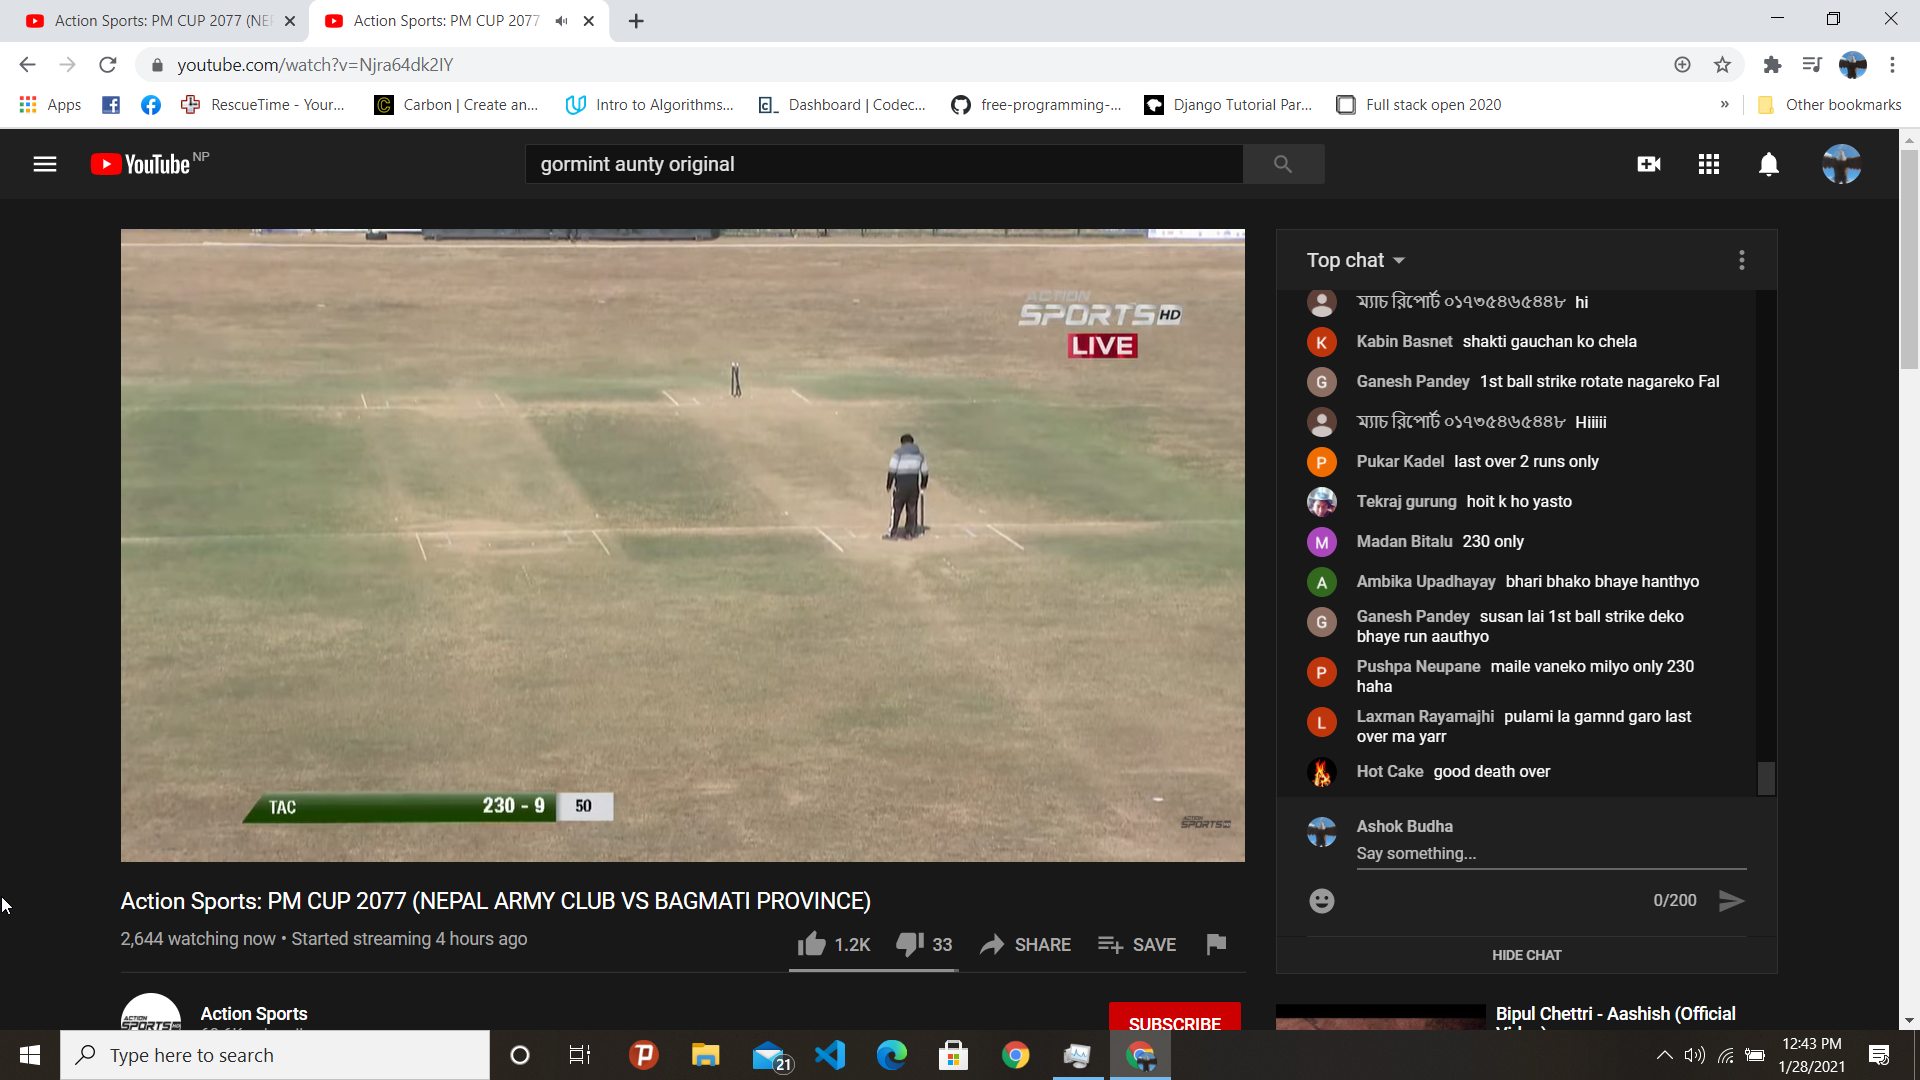 Action Sports: PM CUP 2077 (NEP
Action Sports: PM CUP 2077
youtube.com/watch?v=Njra64dk2IY
Apps
RescueTime - Your...
Carbon | Create an...
Intro to Algorithms...
Dashboard | Codec...
free-programming-...
Django Tutorial Par...
Full stack open 2020
»
Other bookmarks
YouTube NP
gormint aunty original
ACTION
SPORTS HD
LIVE
TAC 230 - 9 50
ACTION
SPORTS HD
Top chat
ম্যাচ রিপোর্ট ০১৭৩৫৪৬৫৪৪৮ hi
K
Kabin Basnet shakti gauchan ko chela
G
Ganesh Pandey 1st ball strike rotate nagareko Fal
ম্যাচ রিপোর্ট ০১৭৩৫৪৬৫৪৪৮ Hiiiii
P
Pukar Kadel last over 2 runs only
Tekraj gurung hoit k ho yasto
M
Madan Bitalu 230 only
A
Ambika Upadhayay bhari bhako bhaye hanthyo
G
Ganesh Pandey susan lai 1st ball strike deko
bhaye run aauthyo
P
Pushpa Neupane maile vaneko milyo only 230
haha
L
Laxman Rayamajhi pulami la gamnd garo last
over ma yarr
Hot Cake good death over
Ashok Budha
Say something...
0/200
HIDE CHAT
Action Sports: PM CUP 2077 (NEPAL ARMY CLUB VS BAGMATI PROVINCE)
2,644 watching now • Started streaming 4 hours ago
1.2K
33
SHARE
SAVE
ACTION
SPORTS HD
Action Sports
SUBSCRIBE
Bipul Chettri - Aashish (Official
Type here to search
21
12:43 PM
1/28/2021